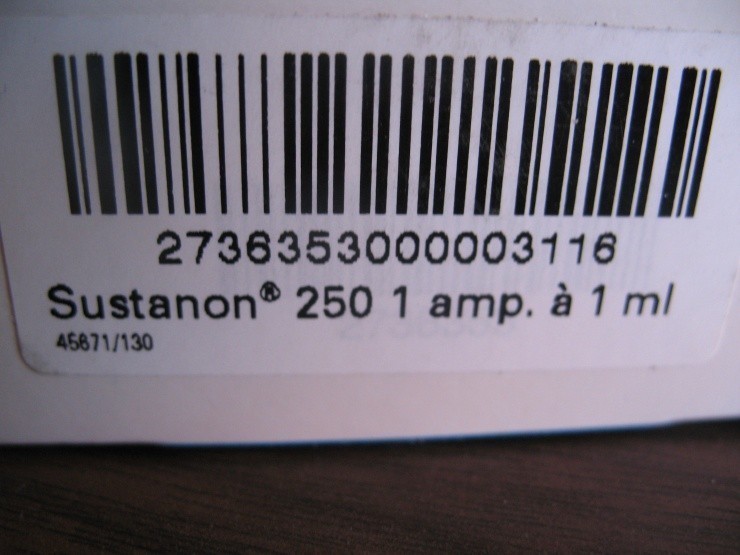 2736353000003116
Sustanon® 250 1 amp. à 1 ml
45671/130